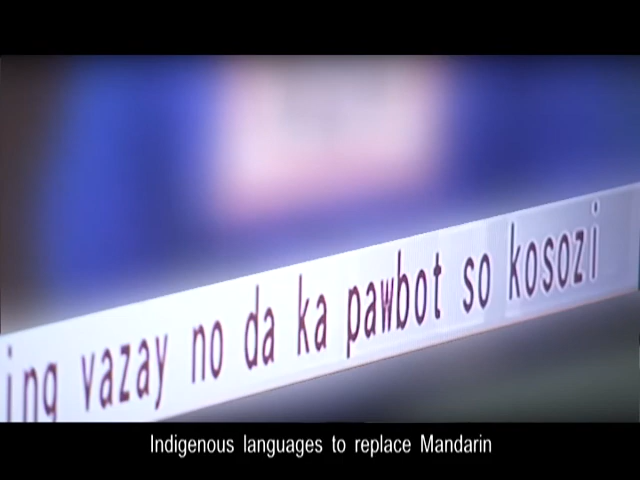 ing vazay no da ka pawbot so kosozi
Indigenous languages to replace Mandarin